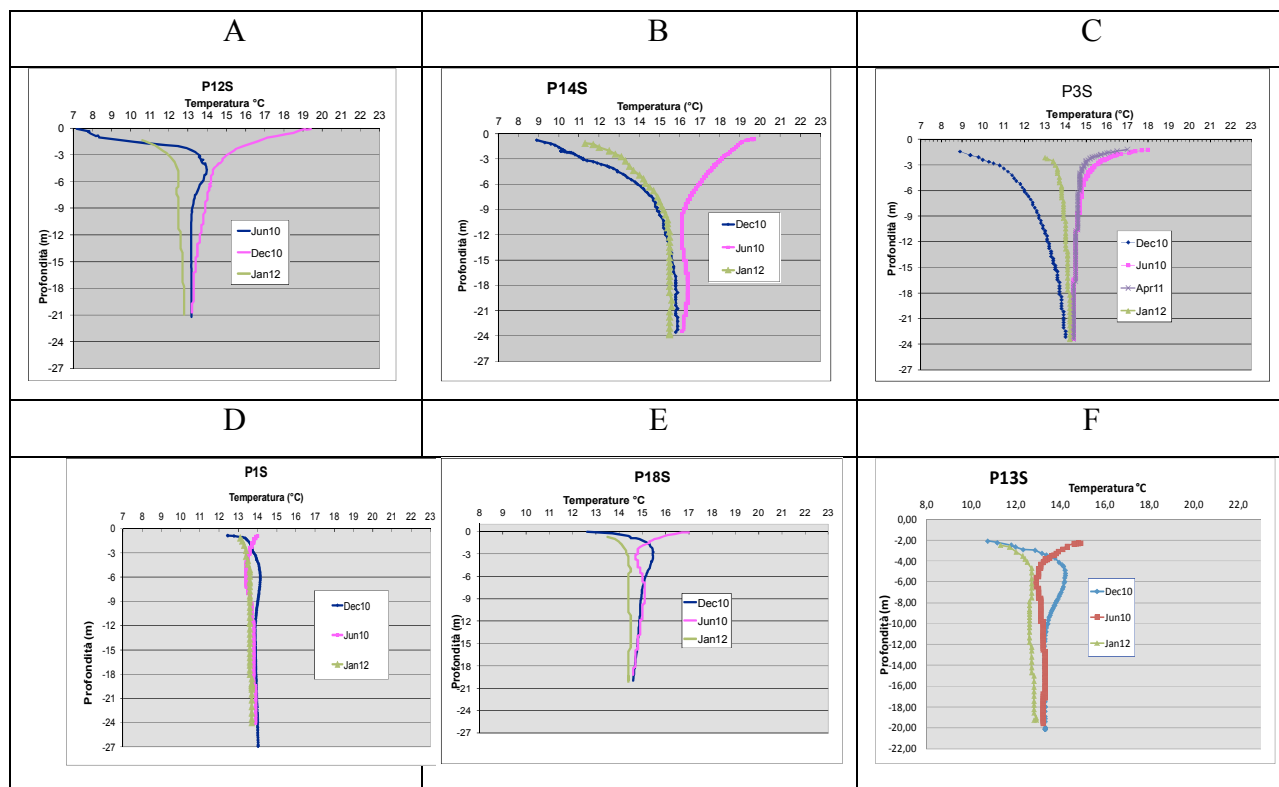 A
B
C
P12S
Temperatura °C
7 8 9 10 11 12 13 14 15 16 17 18 19 20 21 22 23
0
-3
-6
-9
-12
-15
-18
-21
-24
-27
Profondità (m)
Jun10
Dec10
Jan12
P14S
Temperatura (°C)
7 8 9 10 11 12 13 14 15 16 17 18 19 20 21 22 23
0
-3
-6
-9
-12
-15
-18
-21
-24
-27
Profondità (m)
Dec10
Jun10
Jan12
P3S
Temperatura (°C)
7 8 9 10 11 12 13 14 15 16 17 18 19 20 21 22 23
0
-3
-6
-9
-12
-15
-18
-21
-24
-27
Profondità (m)
Dec10
Jun10
Apr11
Jan12
D
E
F
P1S
Temperatura (°C)
7 8 9 10 11 12 13 14 15 16 17 18 19 20 21 22 23
0
-3
-6
-9
-12
-15
-18
-21
-24
-27
Profondità (m)
Dec10
Jun10
Jan12
P18S
Temperature °C
8 9 10 11 12 13 14 15 16 17 18 19 20 21 22 23
0
-3
-6
-9
-12
-15
-18
-21
-24
-27
Profondità (m)
Dec10
Jun10
Jan12
P13S
Temperatura °C
8,0 10,0 12,0 14,0 16,0 18,0 20,0 22,0
0,00
-2,00
-4,00
-6,00
-8,00
-10,00
-12,00
-14,00
-16,00
-18,00
-20,00
-22,00
Profondità (m)
Dec10
Jun10
Jan12